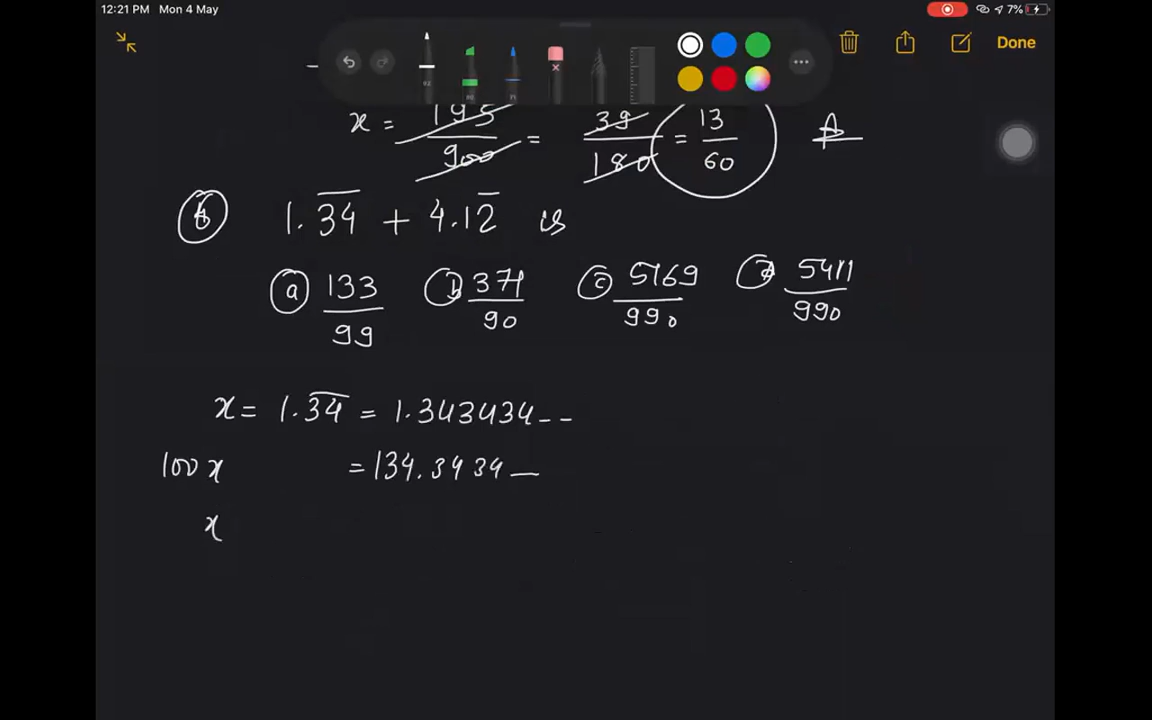 12:21 PM Mon 4 May 7%
Done
x = 195/900 = 39/180 = 13/60 A
1.3̅4̅ + 4.12̅ is
(a) 133/99 (b) 371/90 (c) 5169/990 (d) 5411/990
x = 1.3̅4̅ = 1.343434--
100x = 134.3434—
x